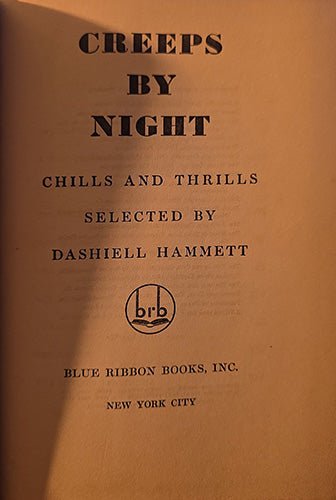 CREEPS
BY
NIGHT
CHILLS AND THRILLS
SELECTED BY
DASHIELL HAMMETT
brb
BLUE RIBBON BOOKS, INC.
NEW YORK CITY